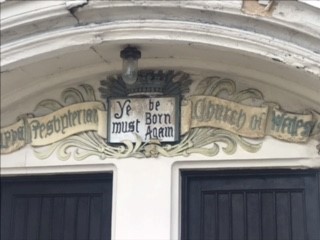 Presbyterian
Ye be
must Born
Again
Church of Wales